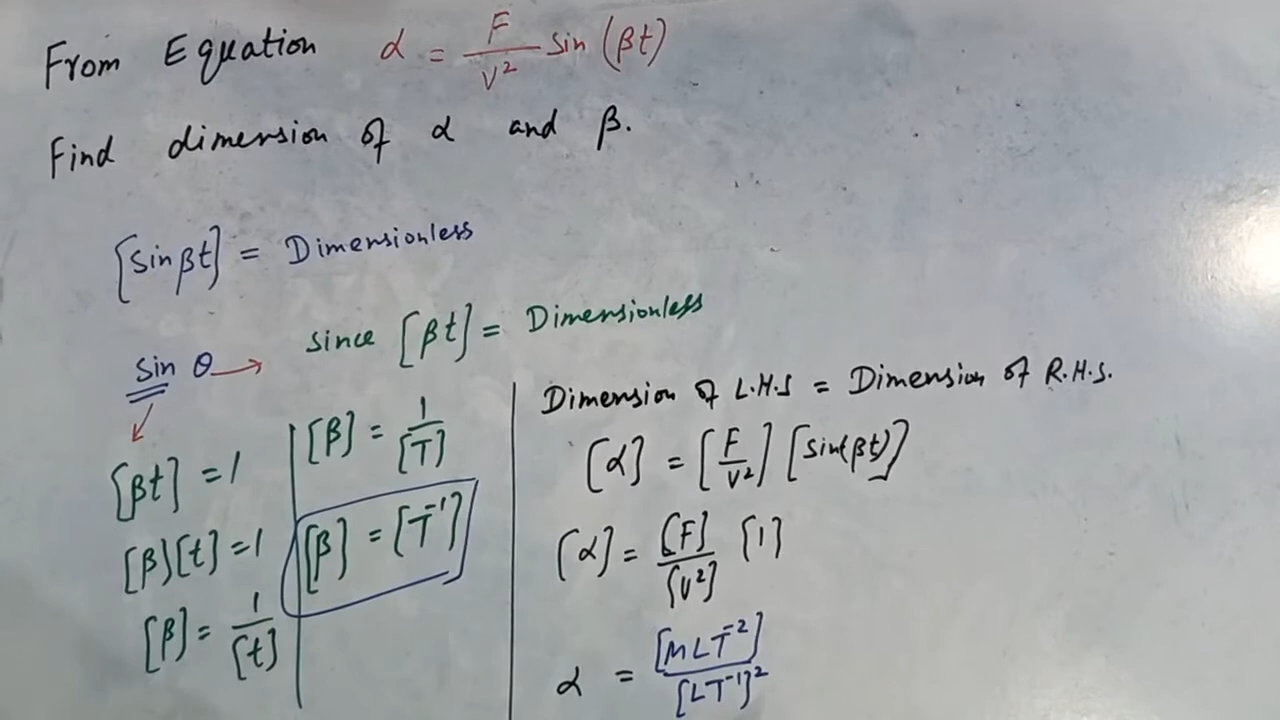 From Equation α = F/V² sin (βt)
Find dimension of α and β.
[sin βt] = Dimensionless
since [βt] = Dimensionless
sin θ →
[βt] = 1
[β][t] = 1
[β] = 1/[t]
[β] = 1/[T]
[β] = [T⁻¹]
Dimension of L.H.S = Dimension of R.H.S.
[α] = [F/V²] [sin(βt)]
[α] = [F]/[V²] [1]
α = [MLT⁻²]/[LT⁻¹]²